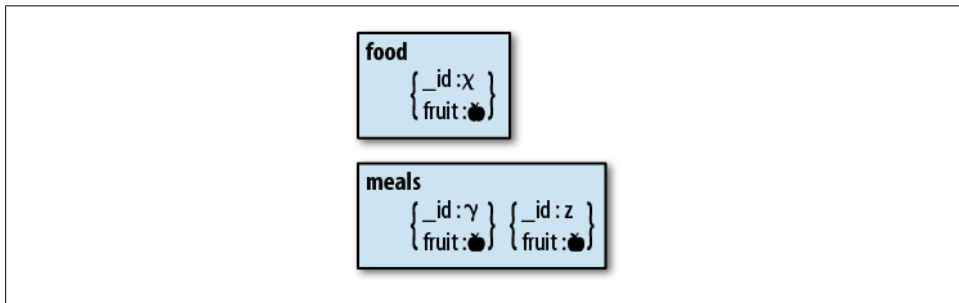 food
{ _id : χ
fruit : }
meals
{ _id : γ } { _id : z }
fruit : fruit :